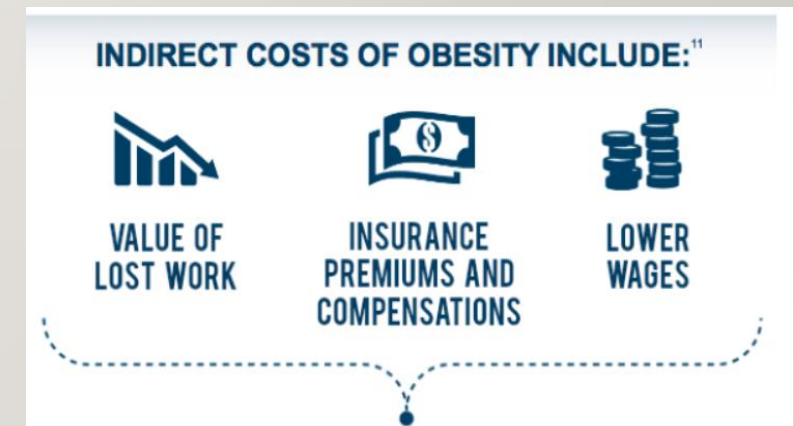 INDIRECT COSTS OF OBESITY INCLUDE:¹¹
VALUE OF
LOST WORK
$
INSURANCE
PREMIUMS AND
COMPENSATIONS
LOWER
WAGES